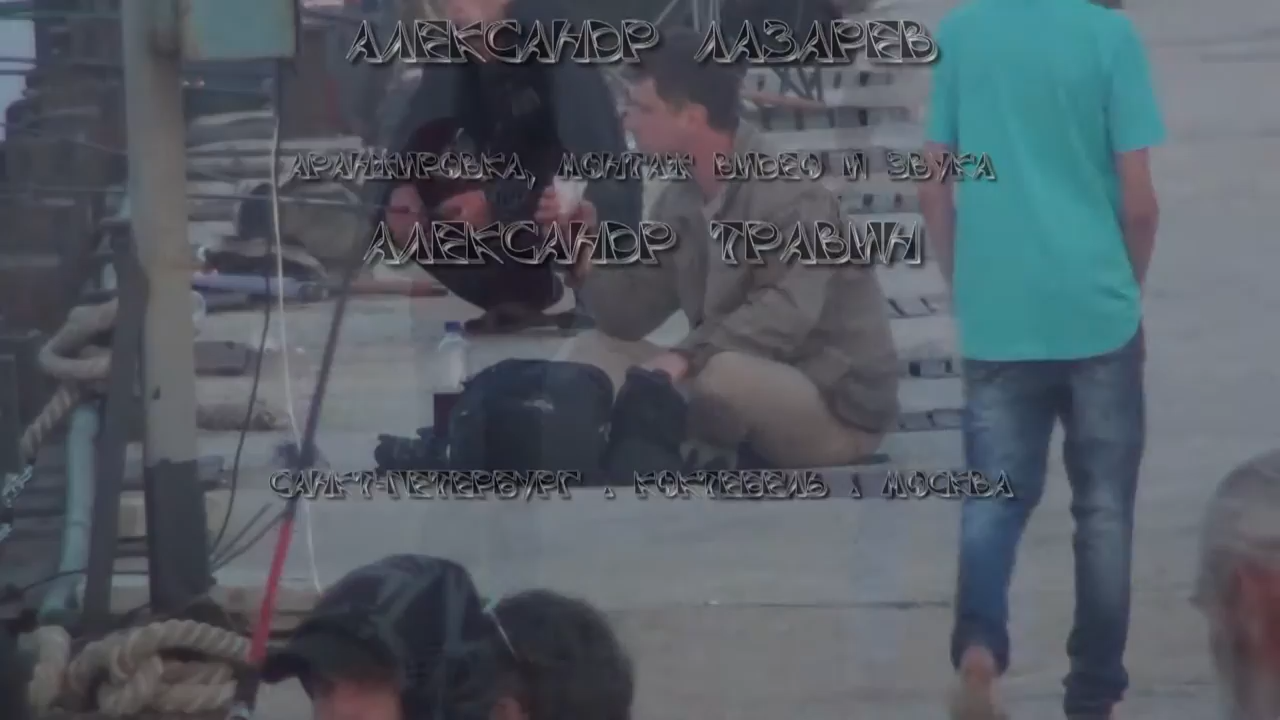 АЛЕКСАНДР ЛАЗАРЕВ
АРАНЖИРОВКА, МОНТАЖ ВИДЕО И ЗВУКА
АЛЕКСАНДР ТРАВИН
САНКТ-ПЕТЕРБУРГ . КОКТЕБЕЛЬ . МОСКВА